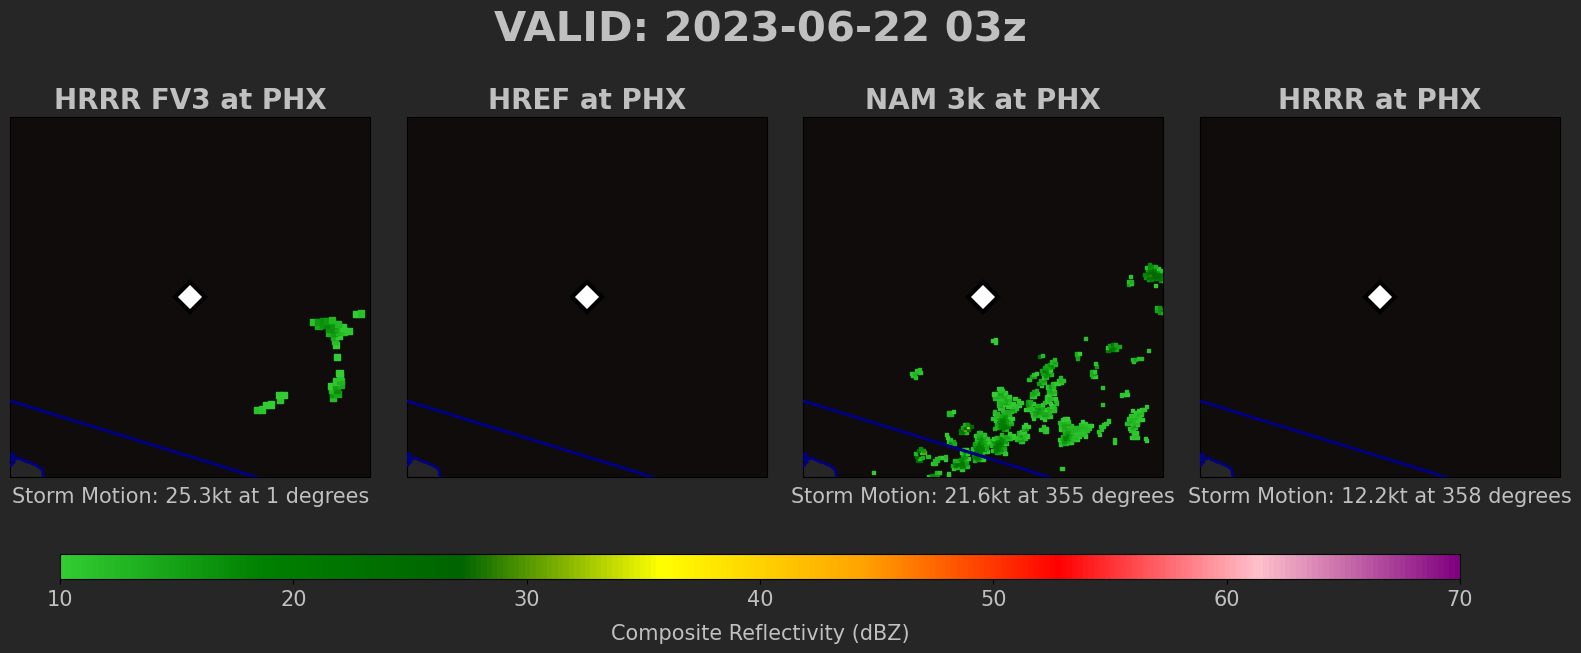 VALID: 2023-06-22 03z
HRRR FV3 at PHX
HREF at PHX
NAM 3k at PHX
HRRR at PHX
Storm Motion: 25.3kt at 1 degrees
Storm Motion: 21.6kt at 355 degrees
Storm Motion: 12.2kt at 358 degrees
10 20 30 40 50 60 70
Composite Reflectivity (dBZ)